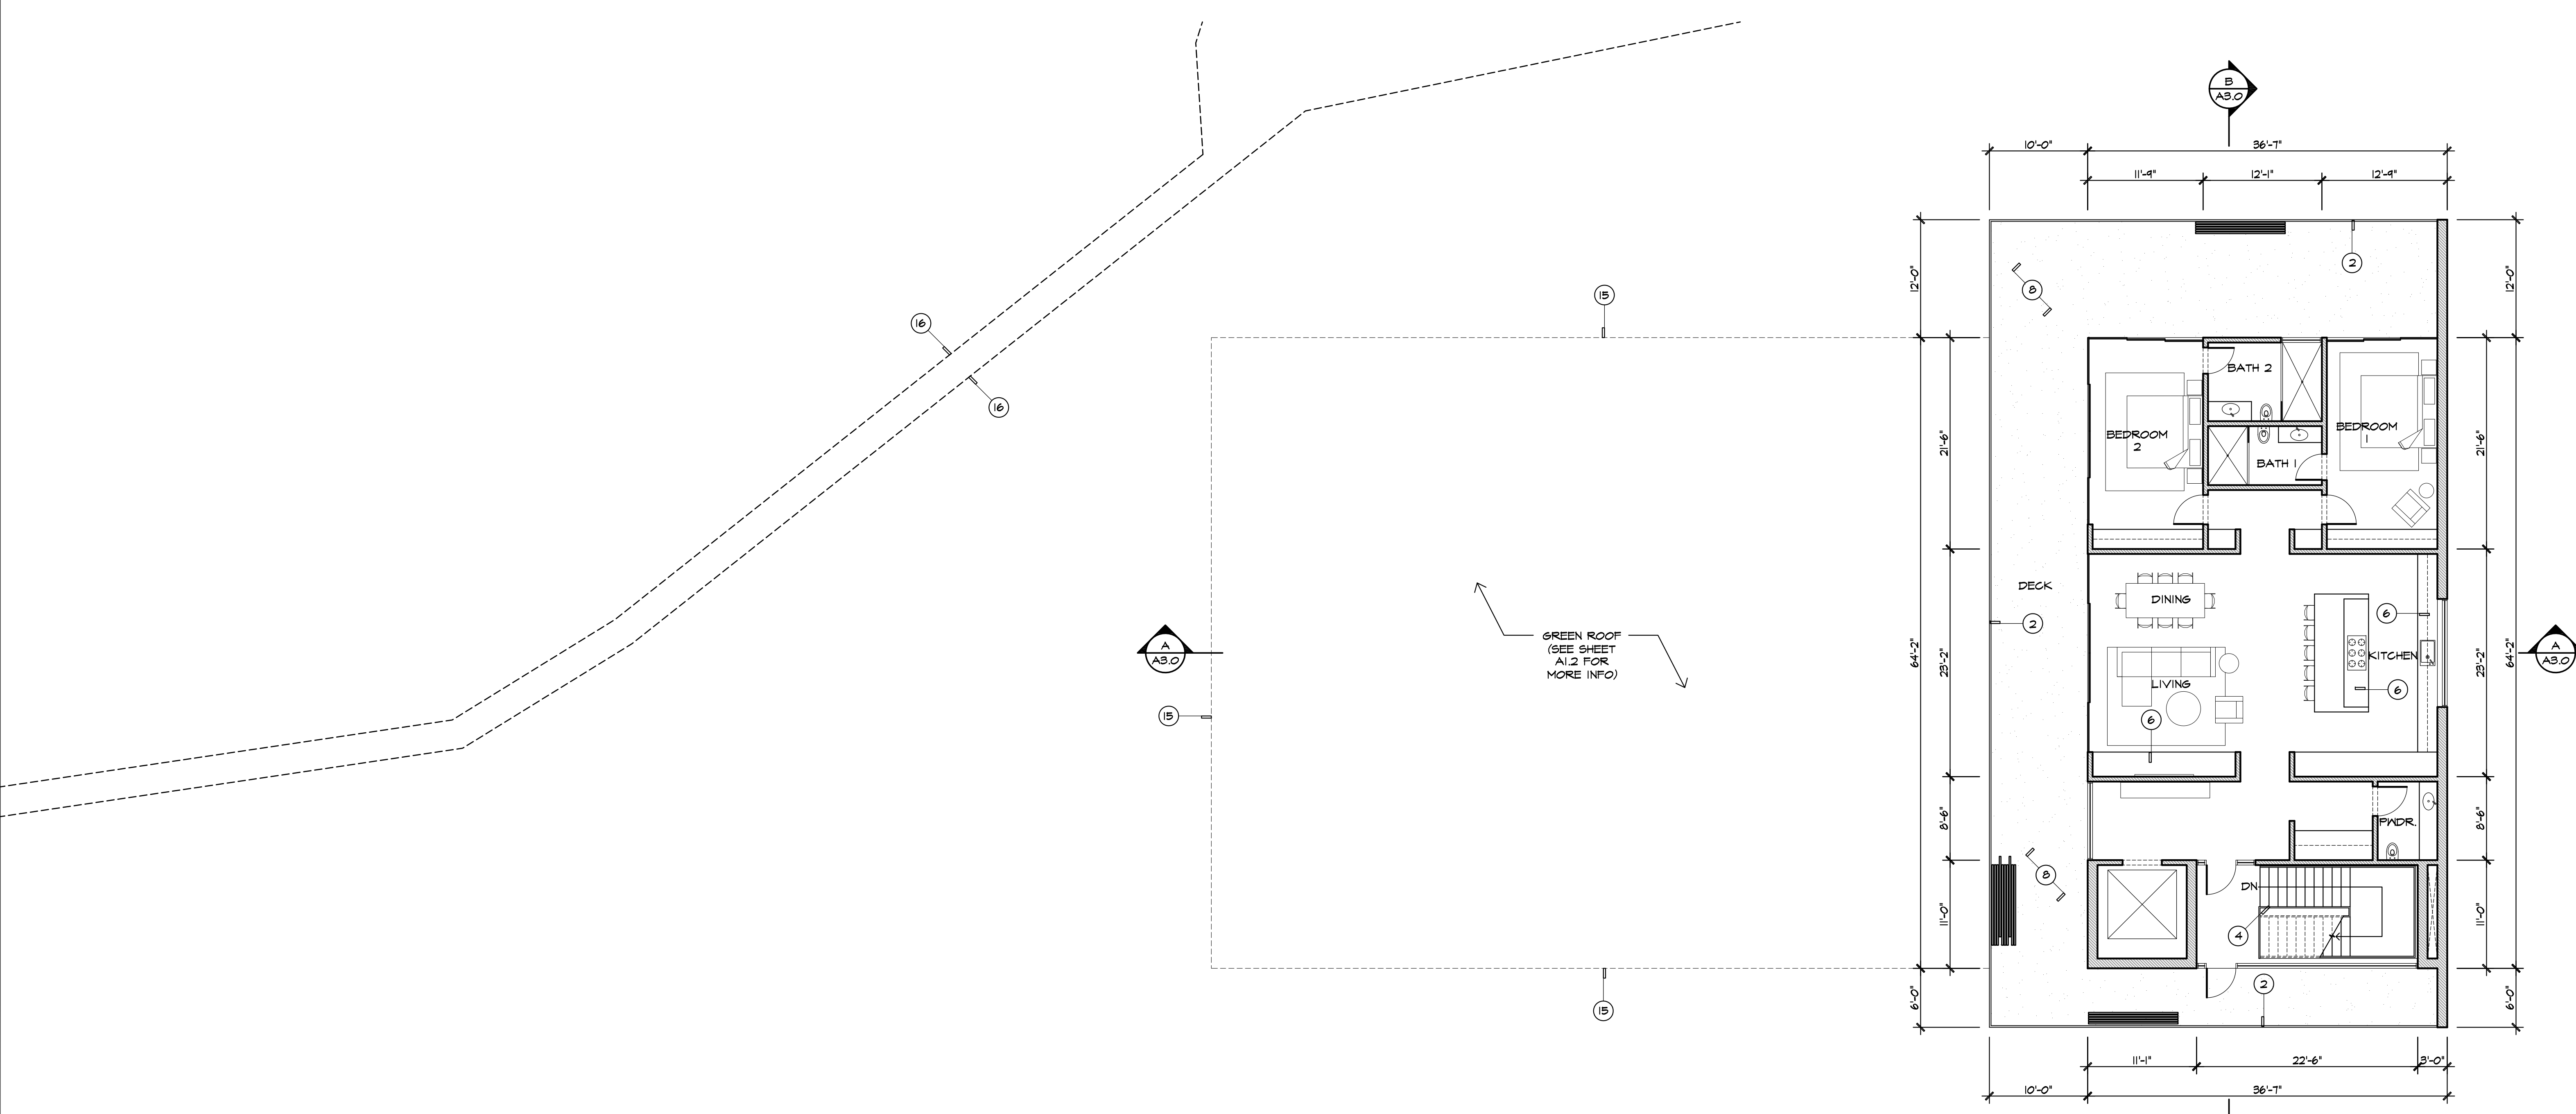 B
A3.0
10'-0"
36'-7"
11'-9"
12'-1"
12'-9"
2
12'-0"
12'-0"
8
15
16
16
BATH 2
BEDROOM
2
BEDROOM
1
BATH 1
21'-6"
21'-6"
DECK
DINING
6
2
GREEN ROOF
(SEE SHEET
A1.2 FOR
MORE INFO)
A
A3.0
64'-2"
23'-2"
KITCHEN
23'-2"
64'-2"
A
A3.0
LIVING
6
6
15
8'-6"
PWDR.
8'-6"
8
DN
11'-0"
11'-0"
4
2
15
6'-0"
6'-0"
11'-1"
22'-6"
3'-0"
10'-0"
36'-7"